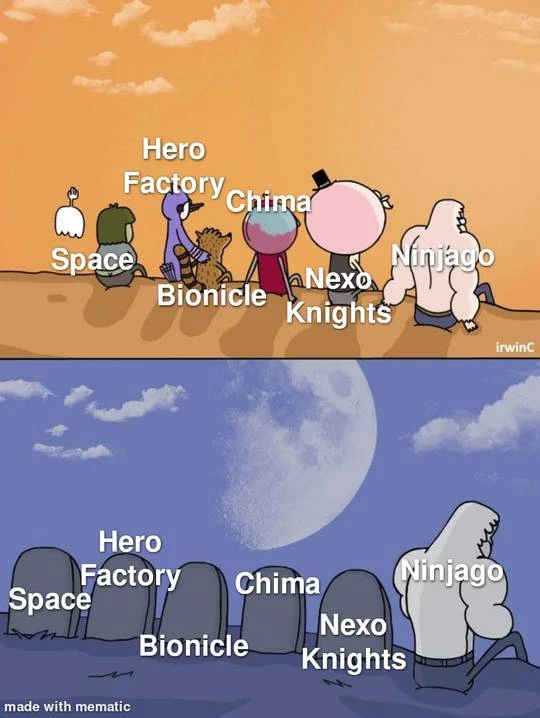 Hero
Factory
Chima
Space
Ninjago
Bionicle
Nexo
Knights
irwinC
Hero
Factory
Space
Chima
Ninjago
Bionicle
Nexo
Knights
made with mematic